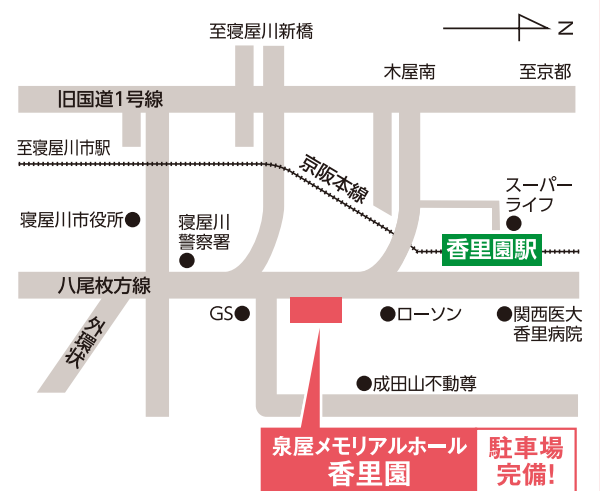 至寝屋川新橋
N
木屋南
至京都
旧国道1号線
至寝屋川市駅
京阪本線
スーパー
ライフ
寝屋川市役所
寝屋川
警察署
香里園駅
八尾枚方線
GS
ローソン
関西医大
香里病院
外環状
成田山不動尊
泉屋メモリアルホール
香里園
駐車場
完備!